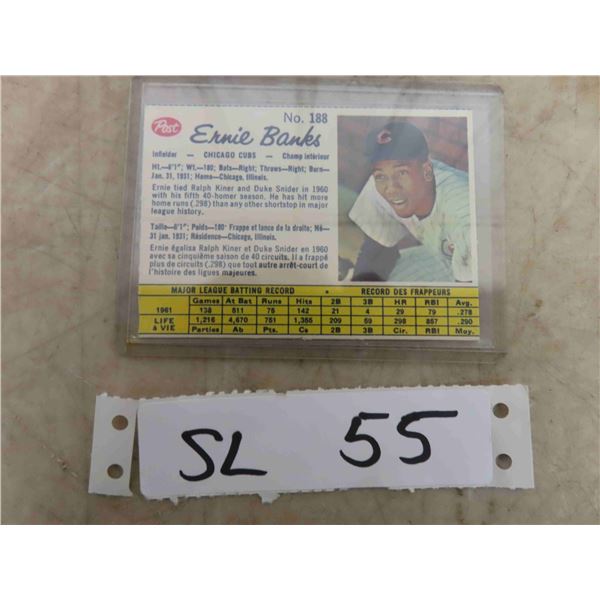 No. 188
Post
Ernie Banks
Infielder — CHICAGO CUBS — Champ intérieur
Ht.—6'1"; Wt.—180; Bats—Right; Throws—Right; Burn—
Jan. 31, 1931; Home—Chicago, Illinois.
Ernie tied Ralph Kiner and Duke Snider in 1960
with his fifth 40-homer season. He has hit more
home runs (.298) than any other shortstop in major
league history.
Taille—6'1"; Poids—180" Frappe et lance de la droite; Né—
31 jan. 1931; Résidence—Chicago, Illinois.
Ernie égalisa Ralph Kiner et Duke Snider en 1960
avec sa cinquième saison de 40 circuits. Il a frappé
plus de circuits (.298) que tout autre arrêt-court de
l'histoire des ligues majeures.
MAJOR LEAGUE BATTING RECORD • RECORD DES FRAPPEURS
Games At Bat Runs Hits 2B 3B HR RBI Avg.
1961 138 511 75 142 21 4 29 79 .278
LIFE à VIE 1,216 4,670 751 1,355 209 59 298 857 .290
Parties Ab Pts. Cs 2B 3B Cir. RBI Moy.
SL 55